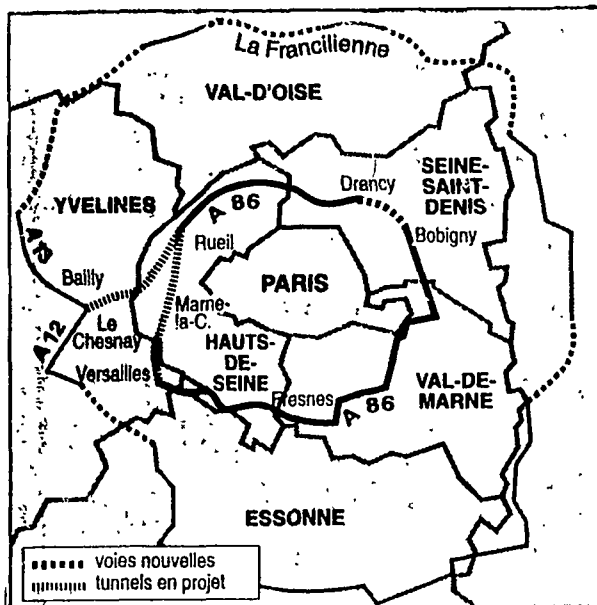 La Francilienne
VAL-D'OISE
SEINE-
SAINT-
DENIS
Drancy
YVELINES
A 86
A 13
Rueil
Bobigny
Bailly
PARIS
Marne-
la-C.
Le
Chesnay
A 12
HAUTS-
DE-
SEINE
Versailles
VAL-DE-
MARNE
Fresnes
A 86
ESSONNE
voies nouvelles
tunnels en projet